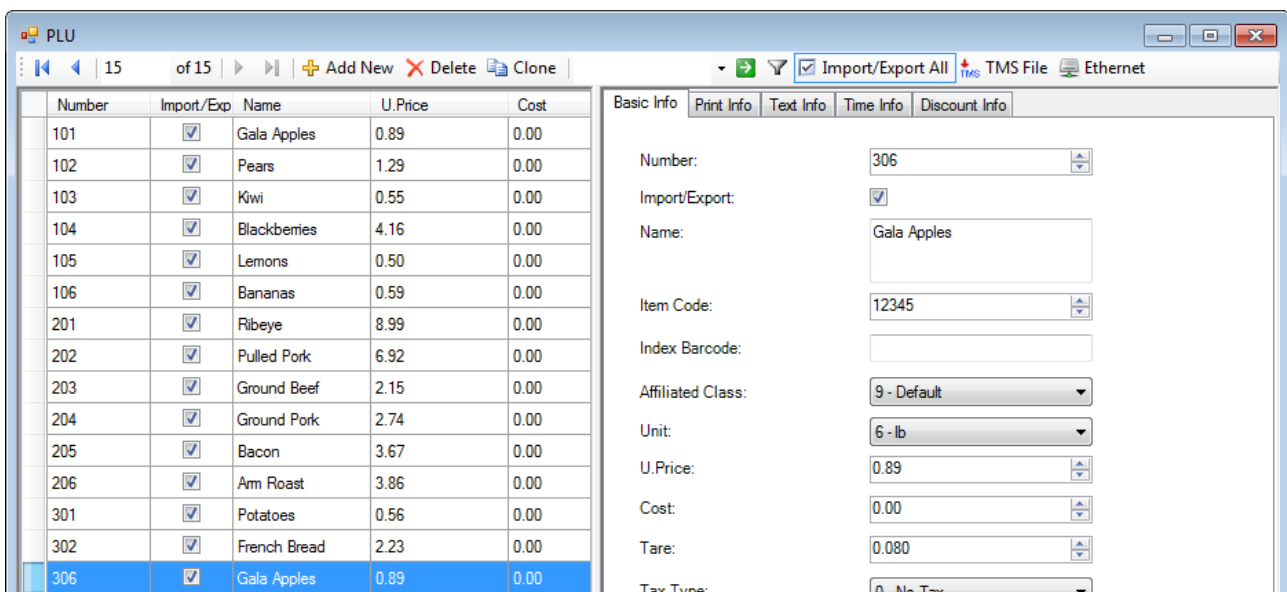 PLU
15 of 15 Add New Delete Clone Import/Export All TMS TMS File Ethernet
Number Import/Exp Name U.Price Cost
101 Gala Apples 0.89 0.00
102 Pears 1.29 0.00
103 Kiwi 0.55 0.00
104 Blackberries 4.16 0.00
105 Lemons 0.50 0.00
106 Bananas 0.59 0.00
201 Ribeye 8.99 0.00
202 Pulled Pork 6.92 0.00
203 Ground Beef 2.15 0.00
204 Ground Pork 2.74 0.00
205 Bacon 3.67 0.00
206 Arm Roast 3.86 0.00
301 Potatoes 0.56 0.00
302 French Bread 2.23 0.00
306 Gala Apples 0.89 0.00
Basic Info Print Info Text Info Time Info Discount Info
Number: 306
Import/Export:
Name: Gala Apples
Item Code: 12345
Index Barcode:
Affiliated Class: 9 - Default
Unit: 6 - lb
U.Price: 0.89
Cost: 0.00
Tare: 0.080
Tax Type: 0 - No Tax